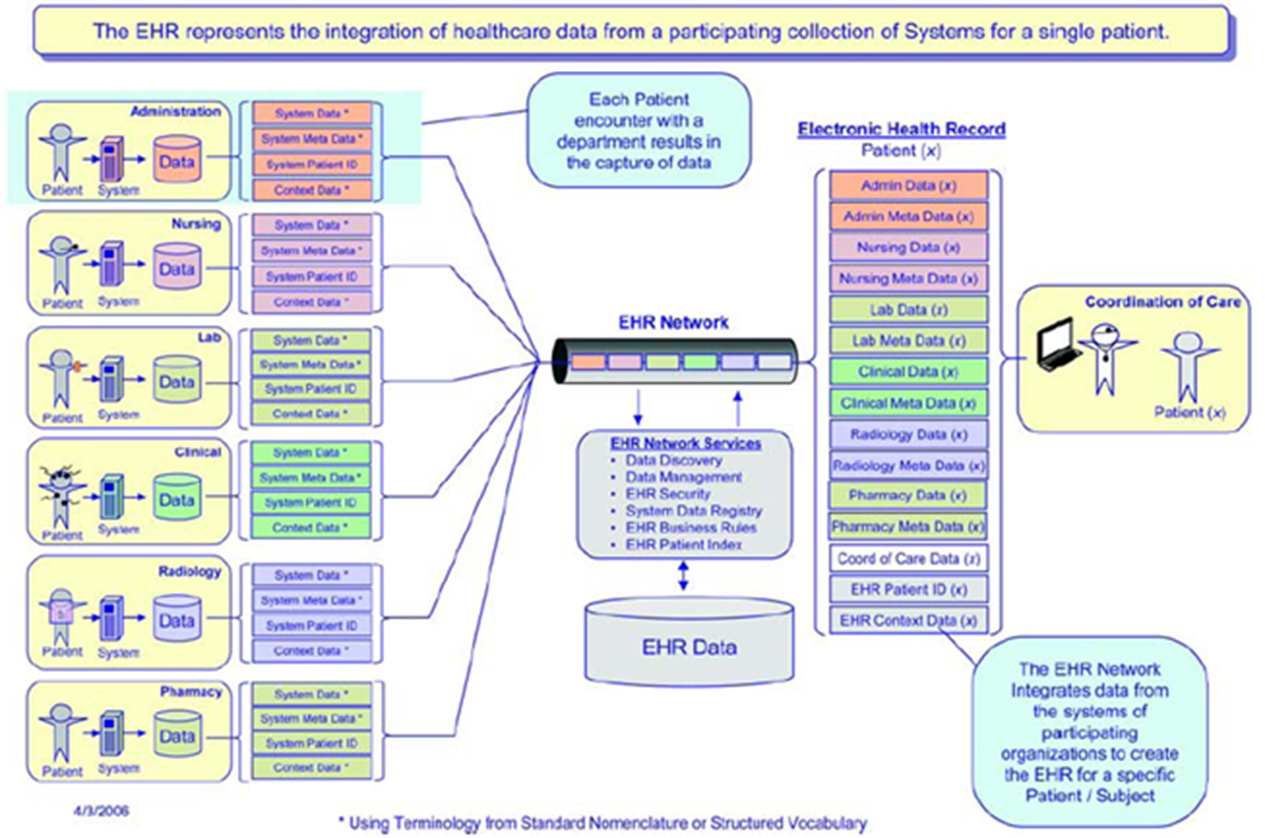 The EHR represents the integration of healthcare data from a participating collection of Systems for a single patient.
Administration
Patient
System
Data
System Data *
System Meta Data *
System Patient ID
Context Data *
Nursing
Patient
System
Data
System Data *
System Meta Data *
System Patient ID
Context Data *
Lab
Patient
System
Data
System Data *
System Meta Data *
System Patient ID
Context Data *
Clinical
Patient
System
Data
System Data *
System Meta Data *
System Patient ID
Context Data *
Radiology
Patient
System
Data
System Data *
System Meta Data *
System Patient ID
Context Data *
Pharmacy
Patient
System
Data
System Data *
System Meta Data *
System Patient ID
Context Data *
Each Patient
encounter with a
department results in
the capture of data
EHR Network
EHR Network Services
• Data Discovery
• Data Management
• EHR Security
• System Data Registry
• EHR Business Rules
• EHR Patient Index
EHR Data
Electronic Health Record
Patient (x)
Admin Data (x)
Admin Meta Data (x)
Nursing Data (x)
Nursing Meta Data (x)
Lab Data (x)
Lab Meta Data (x)
Clinical Data (x)
Clinical Meta Data (x)
Radiology Data (x)
Radiology Meta Data (x)
Pharmacy Data (x)
Pharmacy Meta Data (x)
Coord of Care Data (x)
EHR Patient ID (x)
EHR Context Data (x)
Coordination of Care
Patient (x)
The EHR Network
Integrates data from
the systems of
participating
organizations to create
the EHR for a specific
Patient / Subject
4/3/2006
* Using Terminology from Standard Nomenclature or Structured Vocabulary